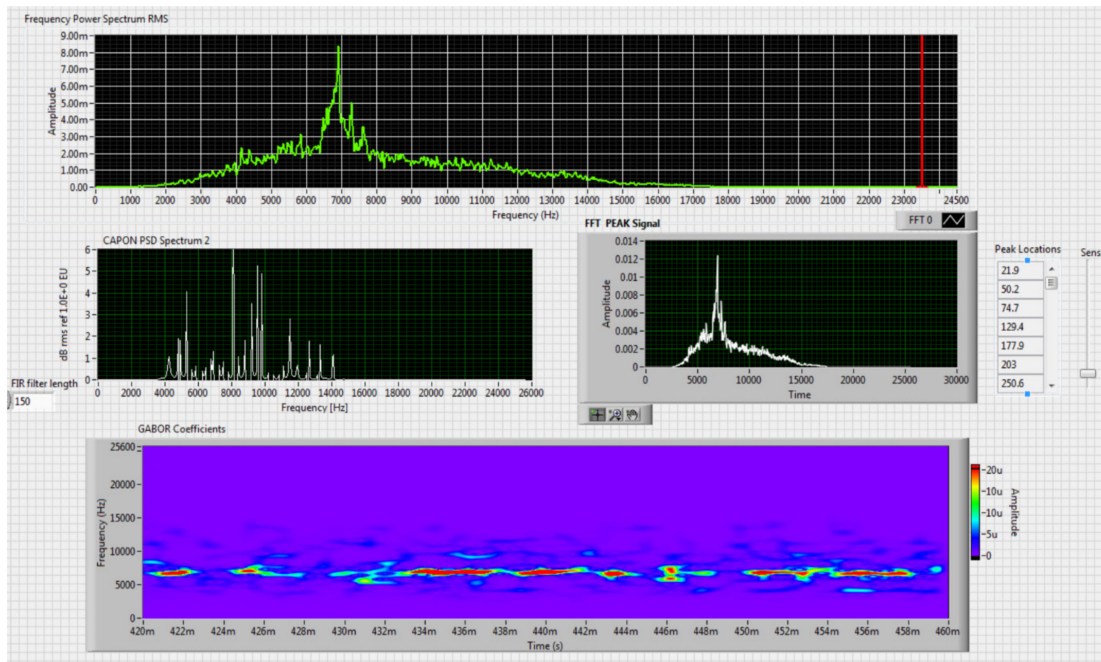 Frequency Power Spectrum RMS
Amplitude
9.00m
8.00m
7.00m
6.00m
5.00m
4.00m
3.00m
2.00m
1.00m
0.00
0 1000 2000 3000 4000 5000 6000 7000 8000 9000 10000 11000 12000 13000 14000 15000 16000 17000 18000 19000 20000 21000 22000 23000 24500
Frequency (Hz)
FFT 0
CAPON PSD Spectrum 2
dB rms ref 1.0E+0 EU
6
5
4
3
2
1
0
0 2000 4000 6000 8000 10000 12000 14000 16000 18000 20000 22000 26000
Frequency [Hz]
FIR filter length
150
FFT PEAK Signal
Amplitude
0.014
0.012
0.01
0.008
0.006
0.004
0.002
0
0 5000 10000 15000 20000 25000 30000
Time
Peak Locations
21.9
50.2
74.7
129.4
177.9
203
250.6
Sens
GABOR Coefficients
Frequency (Hz)
25600
20000
15000
10000
5000
0
420m 422m 424m 426m 428m 430m 432m 434m 436m 438m 440m 442m 444m 446m 448m 450m 452m 454m 456m 458m 460m
Time (s)
20u
10u
5u
0
Amplitude